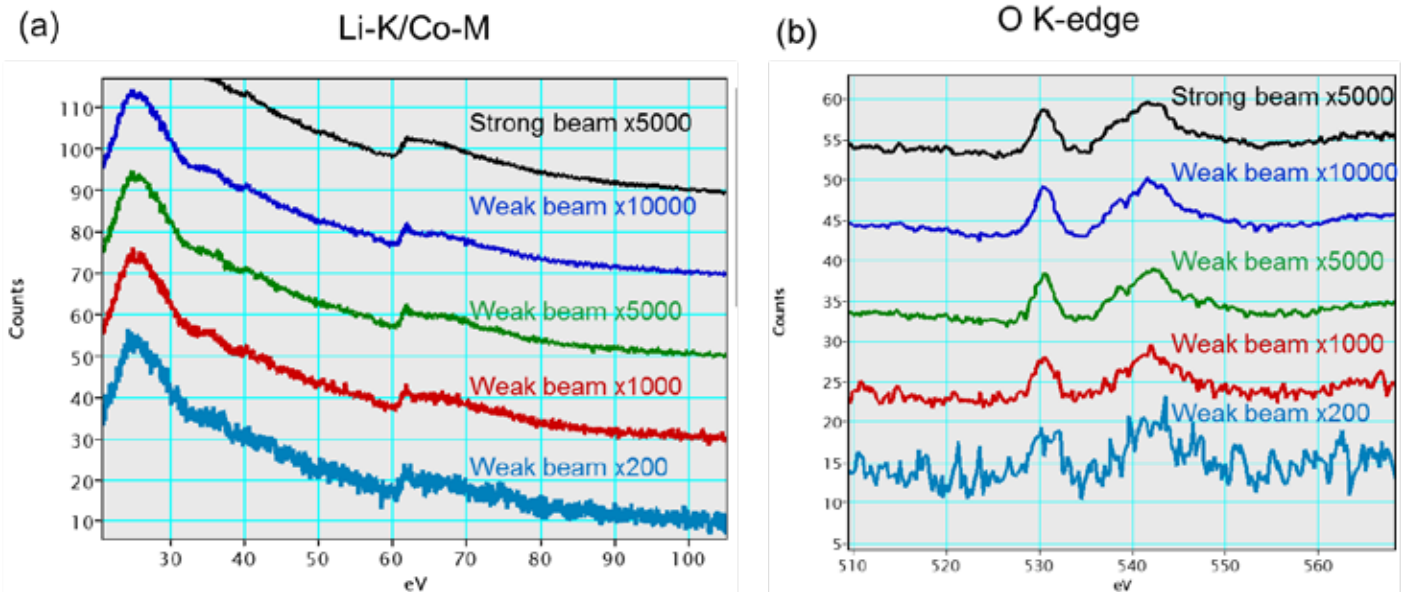 (a)
Li-K/Co-M
110
100
90
80
70
60
50
40
30
20
10
Counts
Strong beam x5000
Weak beam x10000
Weak beam x5000
Weak beam x1000
Weak beam x200
30 40 50 60 70 80 90 100
eV
(b)
O K-edge
60
55
50
45
40
35
30
25
20
15
10
5
Counts
Strong beam x5000
Weak beam x10000
Weak beam x5000
Weak beam x1000
Weak beam x200
510 520 530 540 550 560
eV